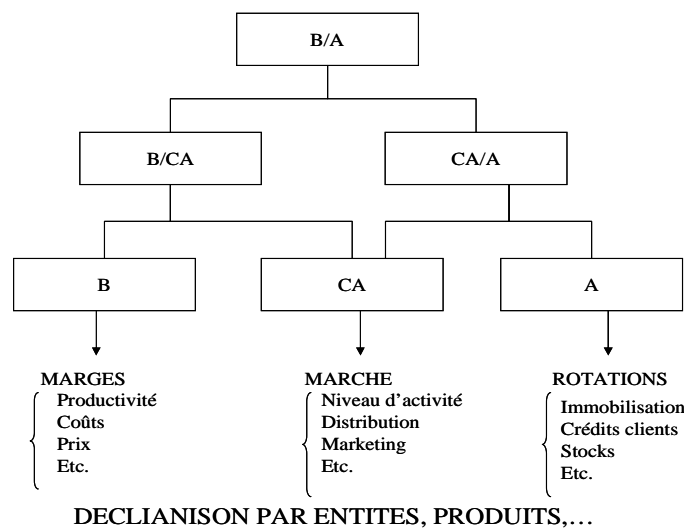 B/A
B/CA
CA/A
B
CA
A
MARGES
Productivité
Coûts
Prix
Etc.
MARCHE
Niveau d'activité
Distribution
Marketing
Etc.
ROTATIONS
Immobilisation
Crédits clients
Stocks
Etc.
DECLIANISON PAR ENTITES, PRODUITS,…